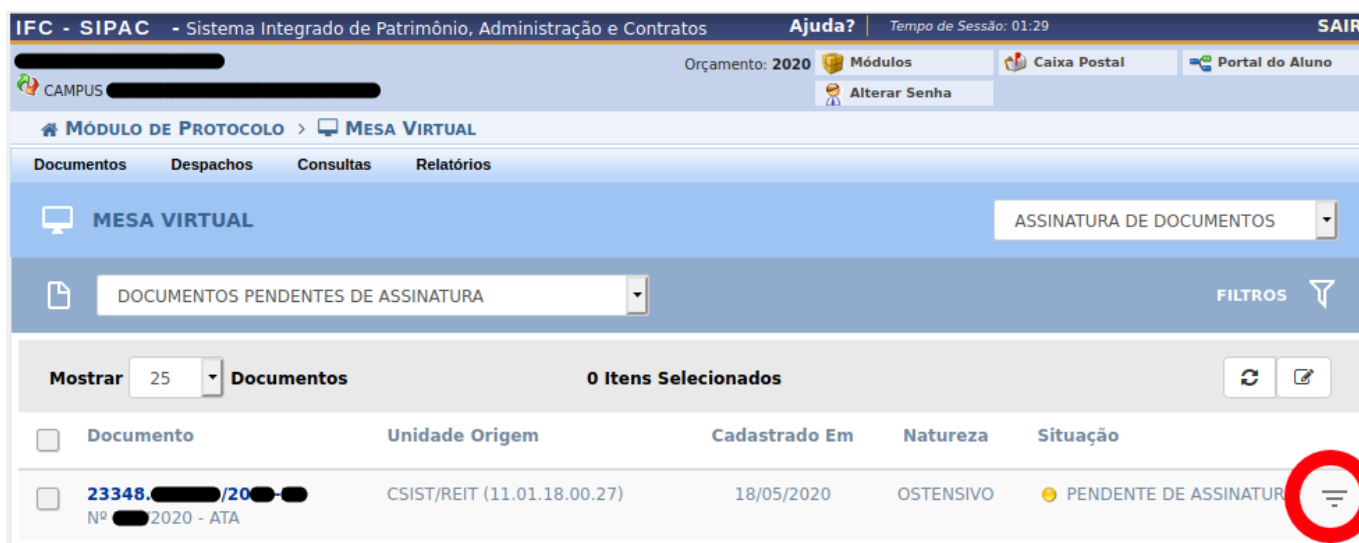 IFC - SIPAC - Sistema Integrado de Patrimônio, Administração e Contratos Ajuda? Tempo de Sessão: 01:29 SAIR
Orçamento: 2020 Módulos Caixa Postal Portal do Aluno
CAMPUS Alterar Senha
MÓDULO DE PROTOCOLO > MESA VIRTUAL
Documentos Despachos Consultas Relatórios
MESA VIRTUAL ASSINATURA DE DOCUMENTOS
DOCUMENTOS PENDENTES DE ASSINATURA FILTROS
Mostrar 25 Documentos 0 Itens Selecionados
Documento Unidade Origem Cadastrado Em Natureza Situação
23348. /20 - CSIST/REIT (11.01.18.00.27) 18/05/2020 OSTENSIVO PENDENTE DE ASSINATUR
Nº /2020 - ATA